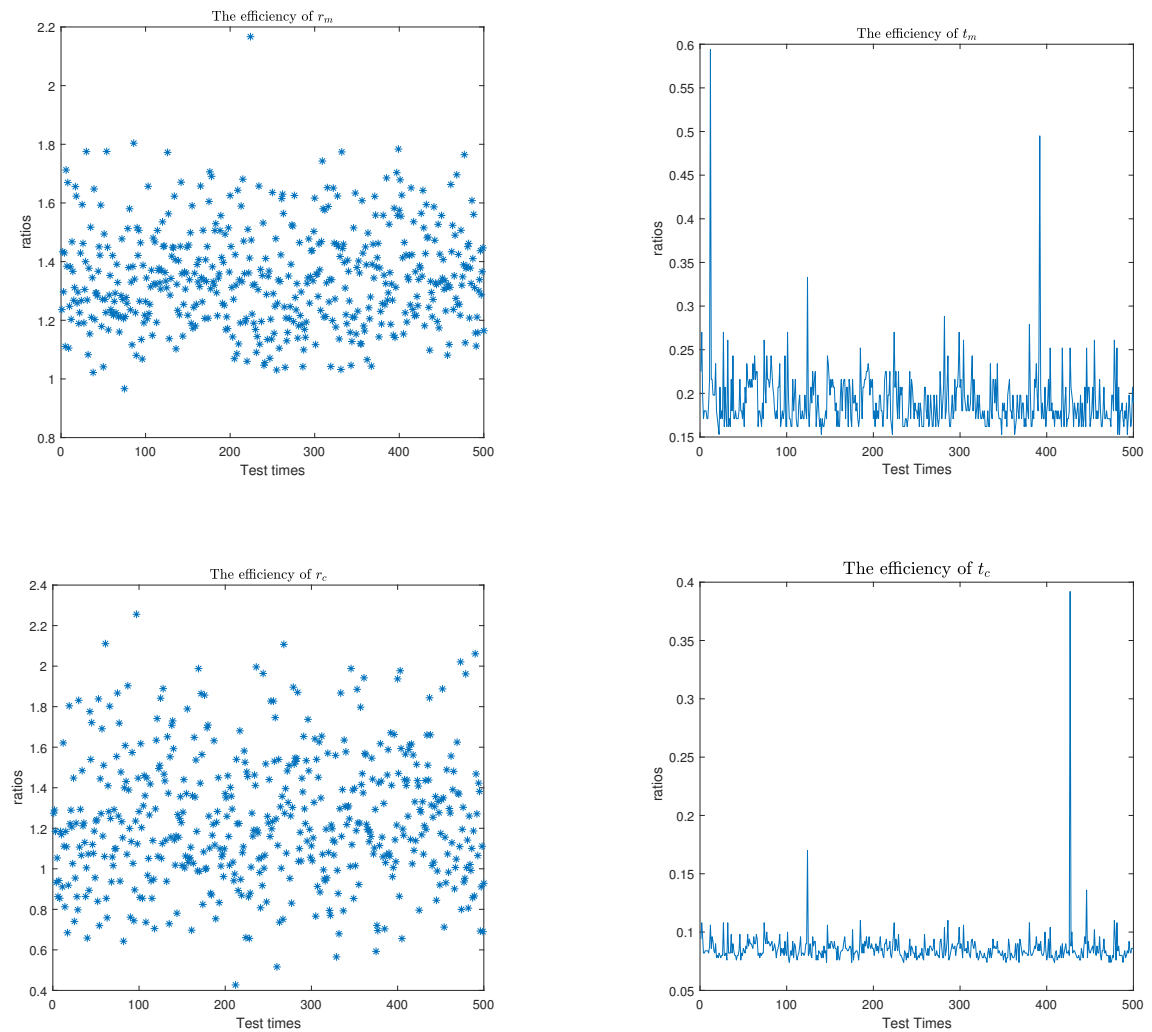 The efficiency of r_m
2.2
2
1.8
1.6
1.4
1.2
1
0.8
ratios
0 100 200 300 400 500
Test times
The efficiency of t_m
0.6
0.55
0.5
0.45
0.4
0.35
0.3
0.25
0.2
0.15
ratios
0 100 200 300 400 500
Test Times
The efficiency of r_c
2.4
2.2
2
1.8
1.6
1.4
1.2
1
0.8
0.6
0.4
ratios
0 100 200 300 400 500
Test times
The efficiency of t_c
0.4
0.35
0.3
0.25
0.2
0.15
0.1
0.05
ratios
0 100 200 300 400 500
Test Times